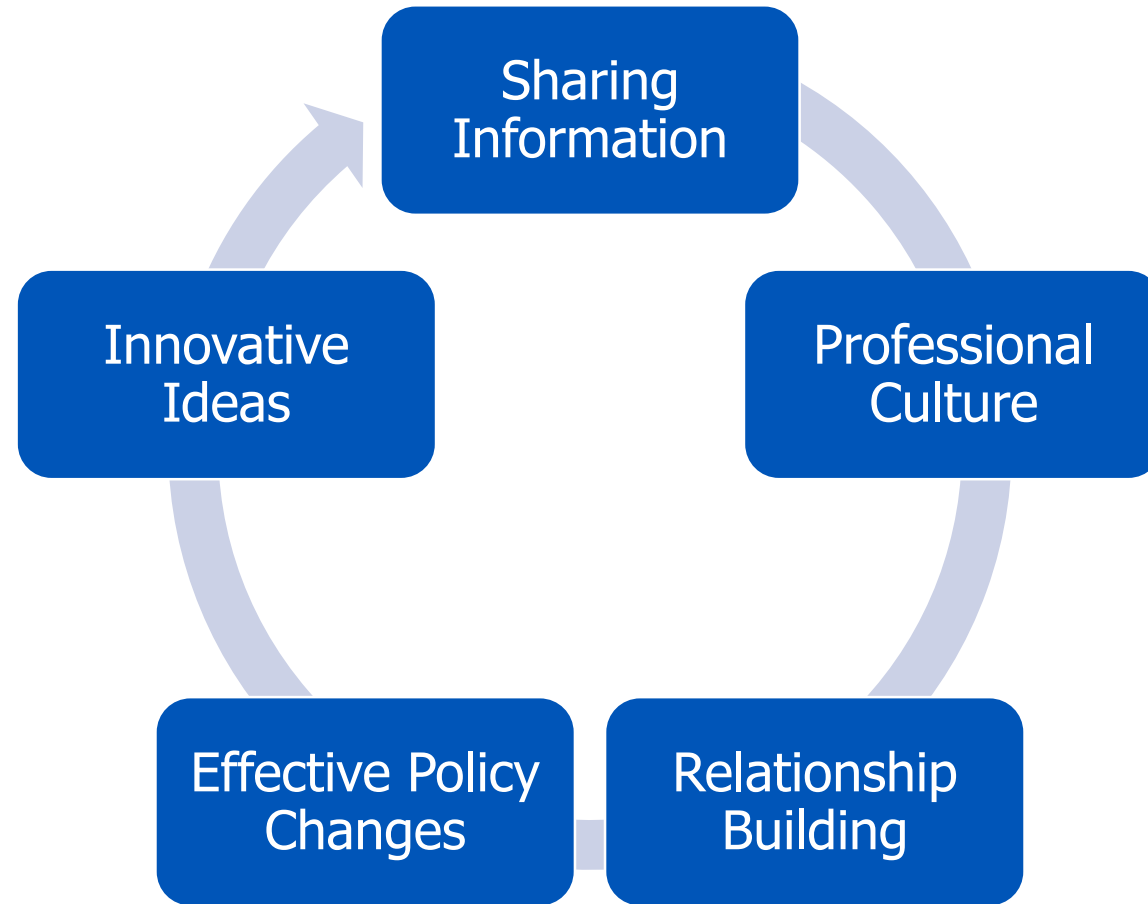 Sharing
Information
Professional
Culture
Relationship
Building
Effective Policy
Changes
Innovative
Ideas